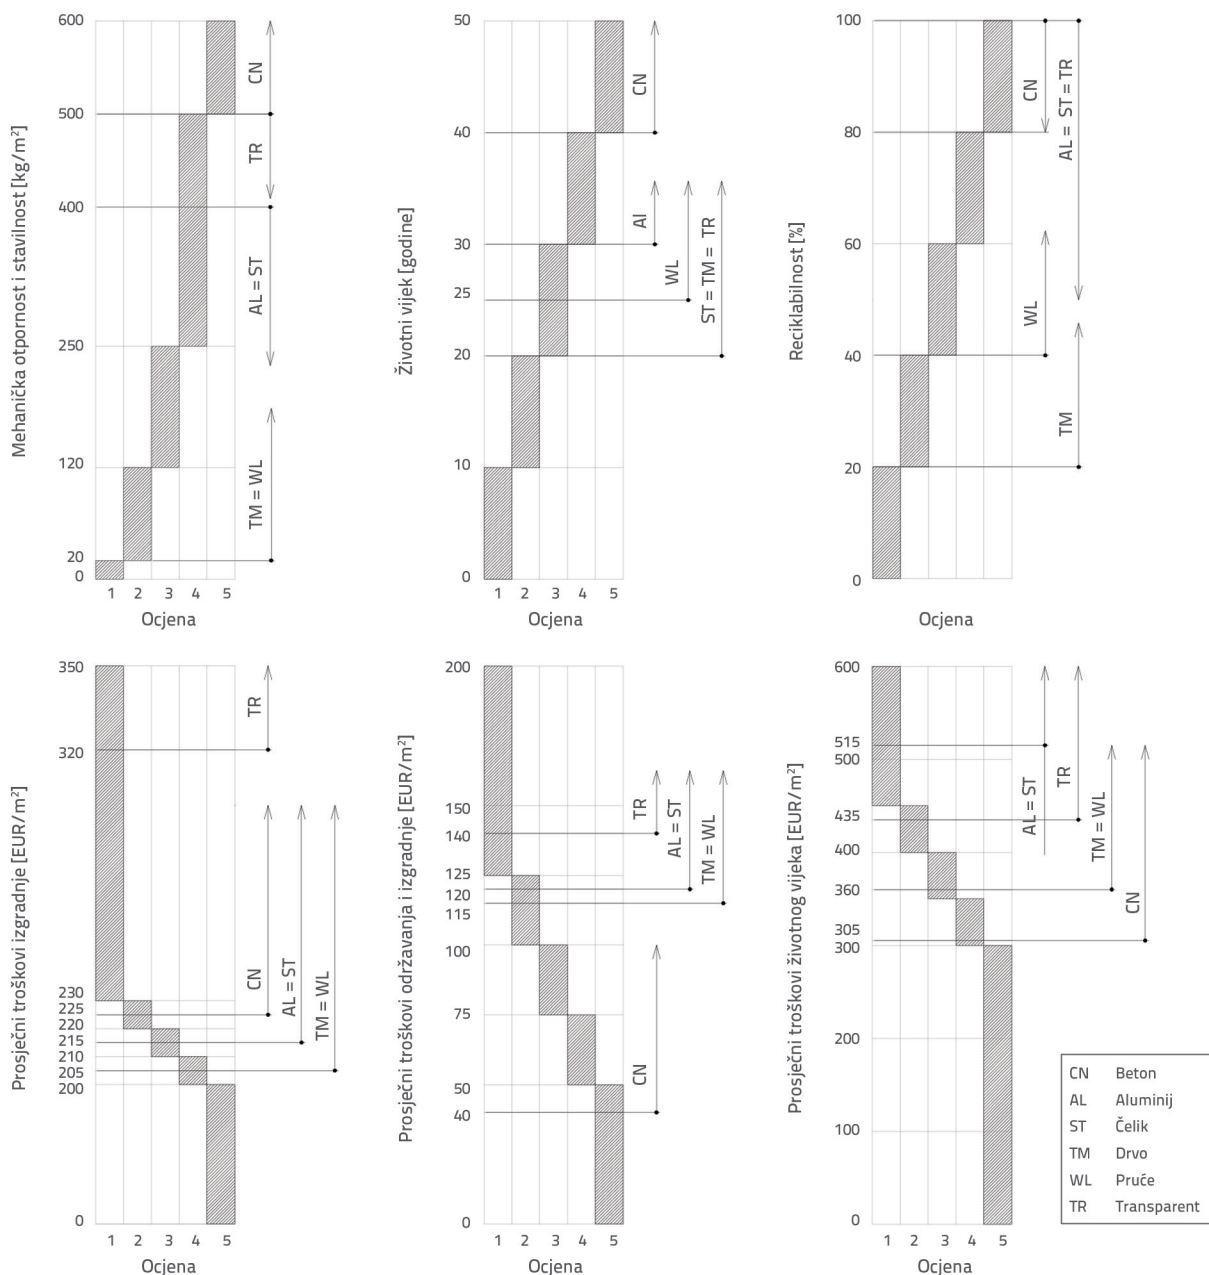 Mehanička otpornost i stavilnost [kg/m²]
600
500
400
250
120
20
0
CN
TR
AL = ST
TM = WL
1 2 3 4 5
Ocjena
Životni vijek [godine]
50
40
30
25
20
10
0
CN
Al
WL
ST = TM = TR
1 2 3 4 5
Ocjena
Reciklabilnost [%]
100
80
60
40
20
0
CN
AL = ST = TR
WL
TM
Ocjena
Prosječni troškovi izgradnje [EUR/m²]
350
320
230
225
220
215
210
205
200
0
TR
CN
AL = ST
TM = WL
1 2 3 4 5
Ocjena
Prosječni troškovi održavanja i izgradnje [EUR/m²]
200
150
140
125
120
115
100
75
50
40
0
TR
AL = ST
TM = WL
CN
1 2 3 4 5
Ocjena
Prosječni troškovi životnog vijeka [EUR/m²]
600
515
500
435
400
360
305
300
200
100
0
AL = ST
TR
TM = WL
CN
1 2 3 4 5
Ocjena
CN Beton
AL Aluminij
ST Čelik
TM Drvo
WL Pruće
TR Transparent